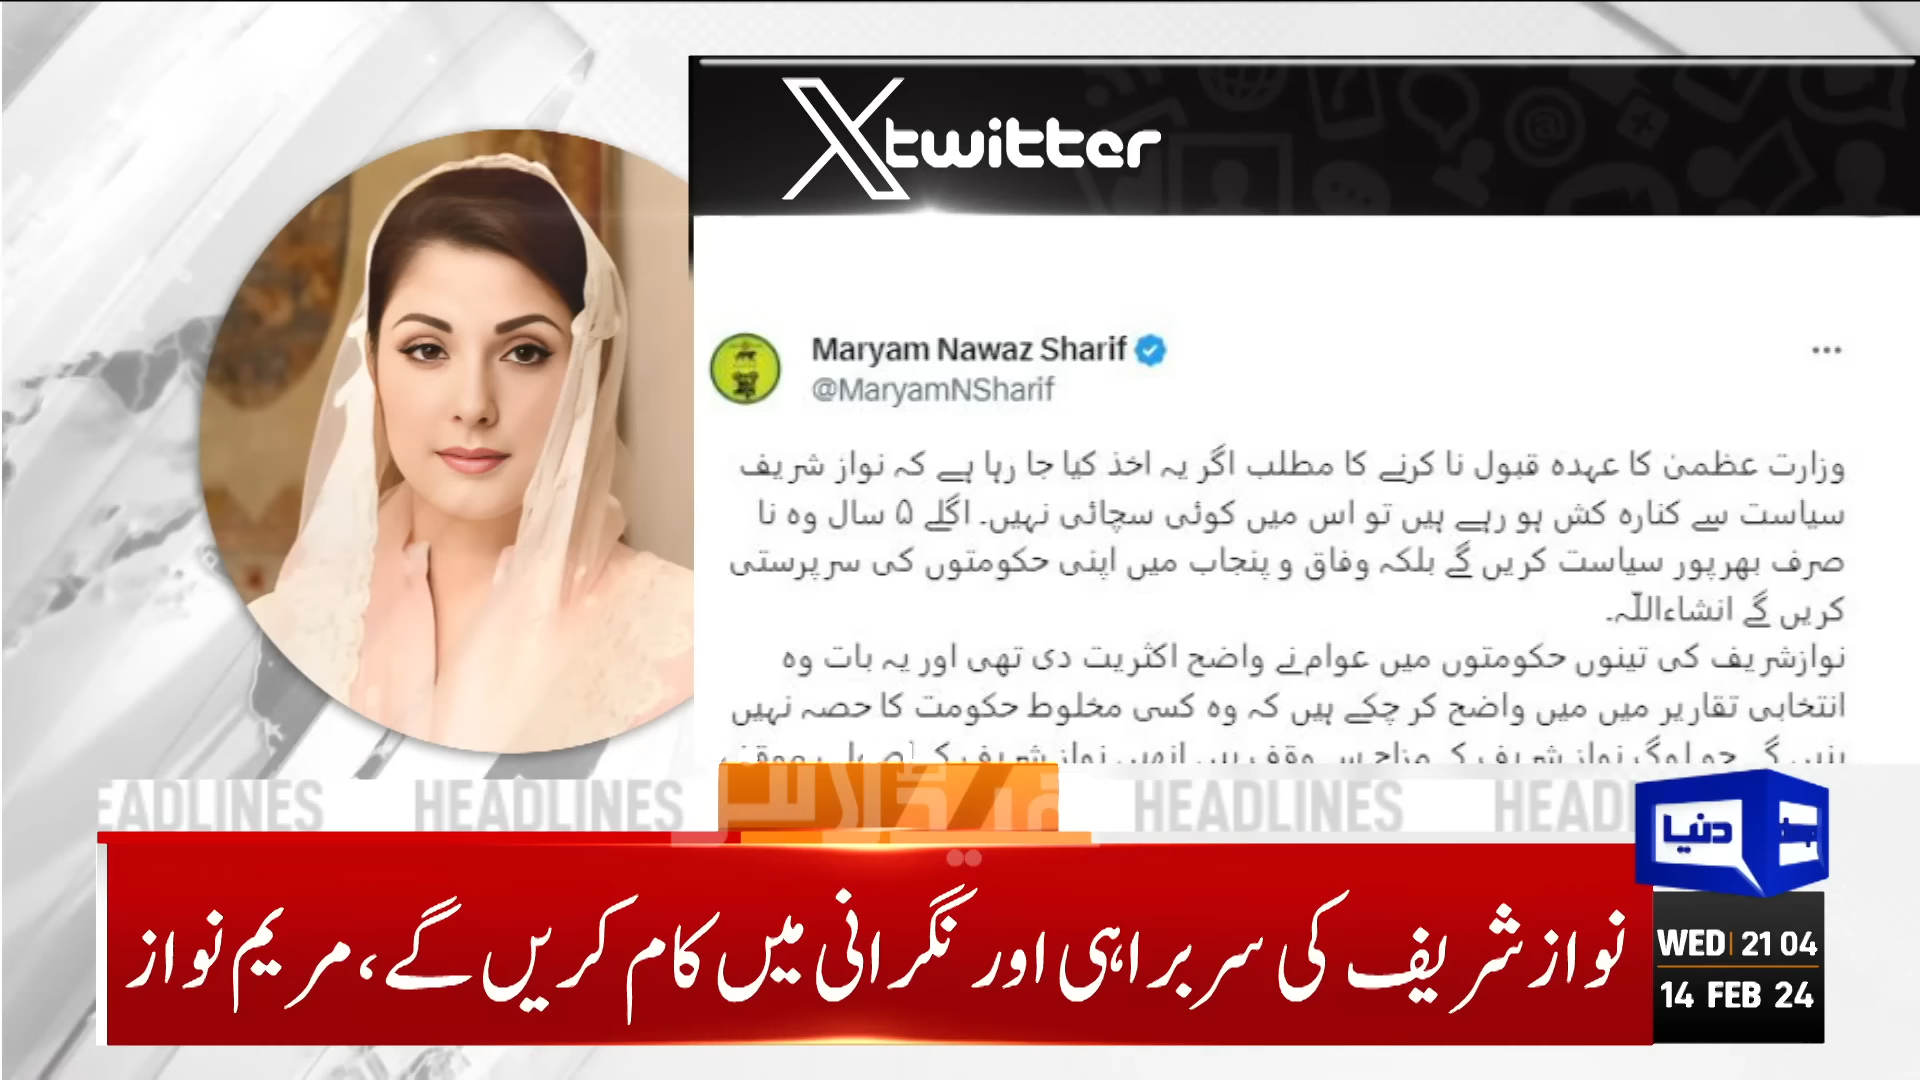 X twitter
Maryam Nawaz Sharif
@MaryamNSharif
وزارت عظمیٰ کا عہدہ قبول نا کرنے کا مطلب اگر یہ اخذ کیا جا رہا ہے کہ نواز شریف
سیاست سے کنارہ کش ہو رہے ہیں تو اس میں کوئی سچائی نہیں۔ اگلے ۵ سال وہ نا
صرف بھرپور سیاست کریں گے بلکہ وفاق و پنجاب میں اپنی حکومتوں کی سرپرستی
کریں گے انشاءاللّہ۔
نوازشریف کی تینوں حکومتوں میں عوام نے واضح اکثریت دی تھی اور یہ بات وہ
انتخابی تقاریر میں میں واضح کر چکے ہیں کہ وہ کسی مخلوط حکومت کا حصہ نہیں
EADLINES HEADLINES HEADLINES HEADL
دنیا
نواز شریف کی سربراہی اور نگرانی میں کام کریں گے، مریم نواز
WED 21 04
14 FEB 24